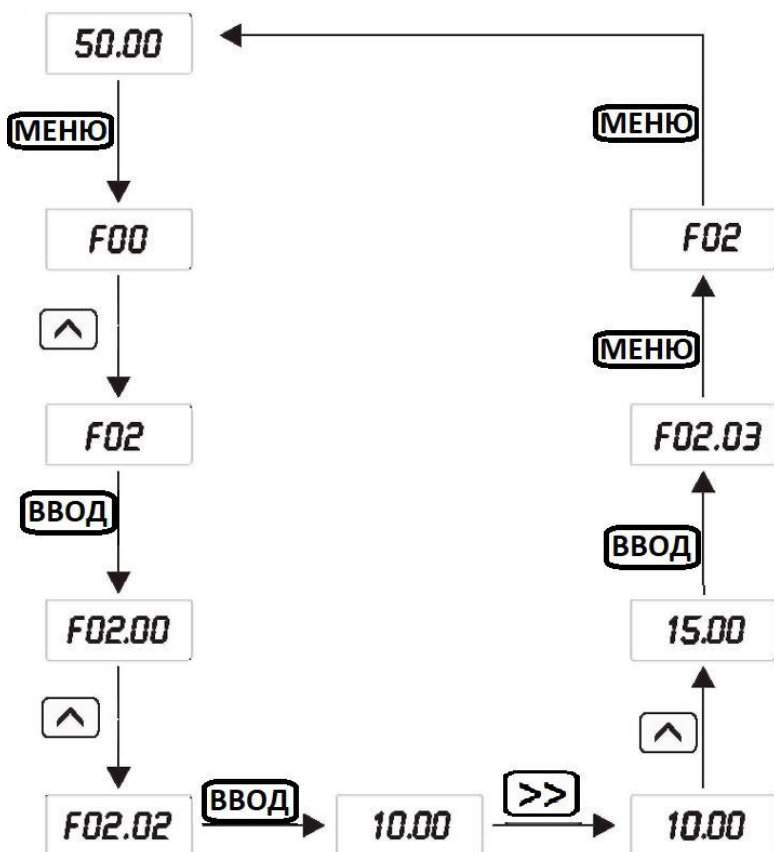 50.00
МЕНЮ
МЕНЮ
F00
F02
^
МЕНЮ
F02
F02.03
ВВОД
ВВОД
F02.00
15.00
^
^
F02.02
ВВОД
10.00
>>
10.00